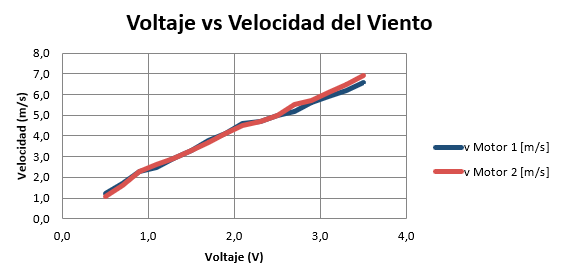 Voltaje vs Velocidad del Viento
8,0
7,0
6,0
5,0
4,0
3,0
2,0
1,0
0,0
Velocidad (m/s)
0,0 1,0 2,0 3,0 4,0
Voltaje (V)
v Motor 1 [m/s]
v Motor 2 [m/s]